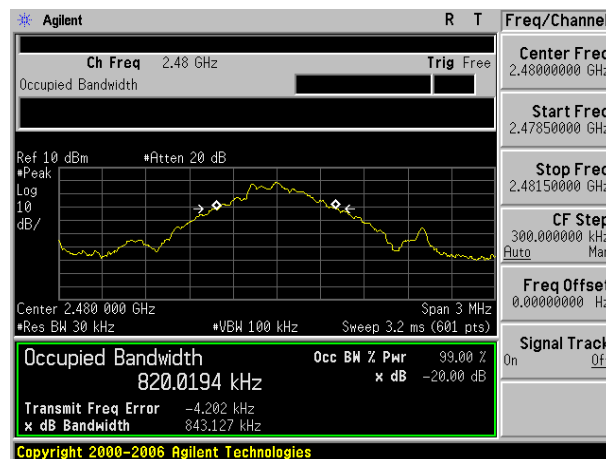 Agilent R T Freq/Channel
Ch Freq 2.48 GHz Trig Free
Occupied Bandwidth
Center Freq
2.48000000 GHz
Start Freq
2.47850000 GHz
Stop Freq
2.48150000 GHz
CF Step
300.000000 kHz
Auto Man
Freq Offset
0.00000000 Hz
Signal Track
On Off
Ref 10 dBm #Atten 20 dB
#Peak
Log
10
dB/
Center 2.480 000 GHz Span 3 MHz
#Res BW 30 kHz #VBW 100 kHz Sweep 3.2 ms (601 pts)
Occupied Bandwidth Occ BW % Pwr 99.00 %
820.0194 kHz x dB -20.00 dB
Transmit Freq Error -4.202 kHz
x dB Bandwidth 843.127 kHz
Copyright 2000-2006 Agilent Technologies